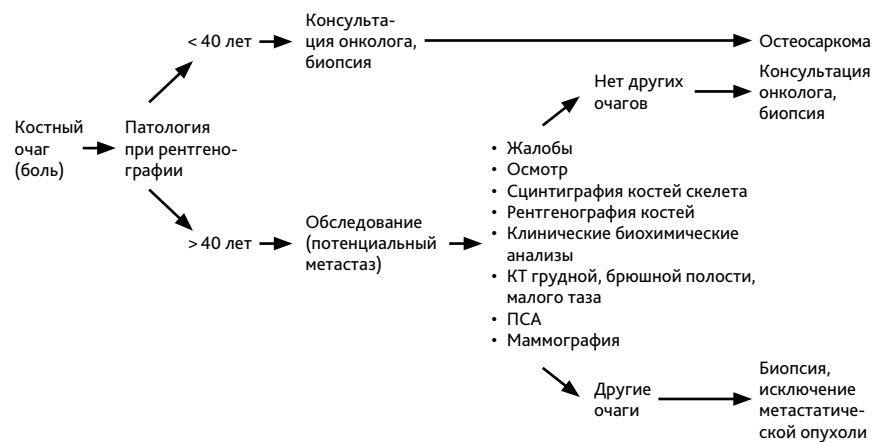 Костный
очаг
(боль)
Патология
при рентгено-
графии
< 40 лет
Консульта-
ция онколога,
биопсия
Остеосаркома
> 40 лет
Обследование
(потенциальный
метастаз)
• Жалобы
• Осмотр
• Сцинтиграфия костей скелета
• Рентгенография костей
• Клинические биохимические
анализы
• КТ грудной, брюшной полости,
малого таза
• ПСА
• Маммография
Нет других
очагов
Консультация
онколога,
биопсия
Другие
очаги
Биопсия,
исключение
метастатиче-
ской опухоли